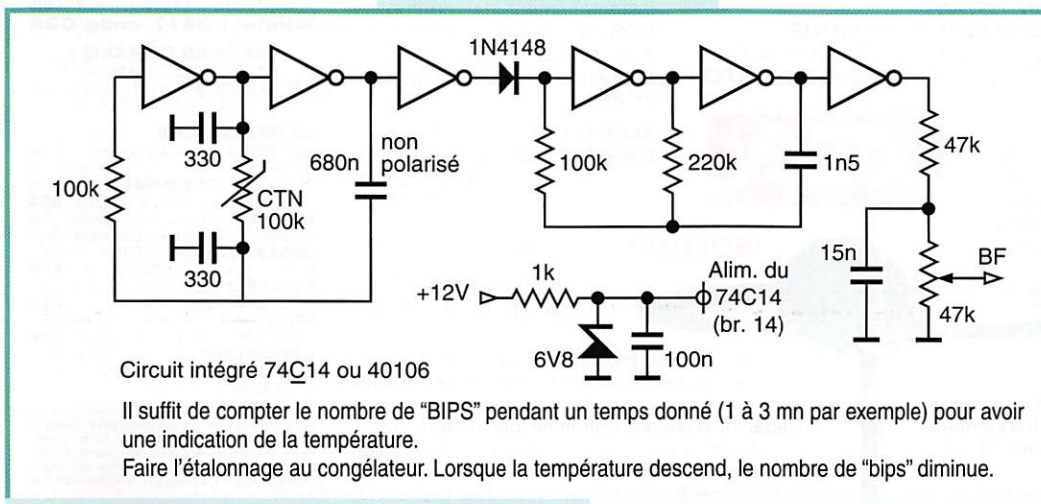 1N4148
330
100k
CTN
100k
330
680n
non
polarisé
100k
220k
1n5
47k
15n
BF
47k
+12V
1k
6V8
100n
Alim. du
74C14
(br. 14)
Circuit intégré 74C14 ou 40106
Il suffit de compter le nombre de “BIPS” pendant un temps donné (1 à 3 mn par exemple) pour avoir
une indication de la température.
Faire l’étalonnage au congélateur. Lorsque la température descend, le nombre de “bips” diminue.